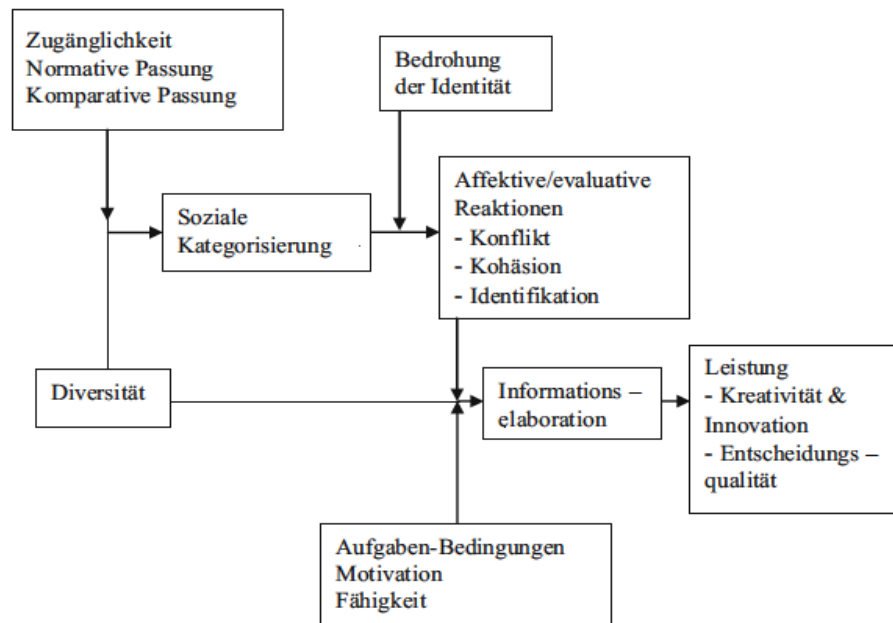 Zugänglichkeit
Normative Passung
Komparative Passung
Bedrohung
der Identität
Soziale
Kategorisierung
Affektive/evaluative
Reaktionen
- Konflikt
- Kohäsion
- Identifikation
Diversität
Informations –
elaboration
Leistung
- Kreativität &
Innovation
- Entscheidungs –
qualität
Aufgaben-Bedingungen
Motivation
Fähigkeit